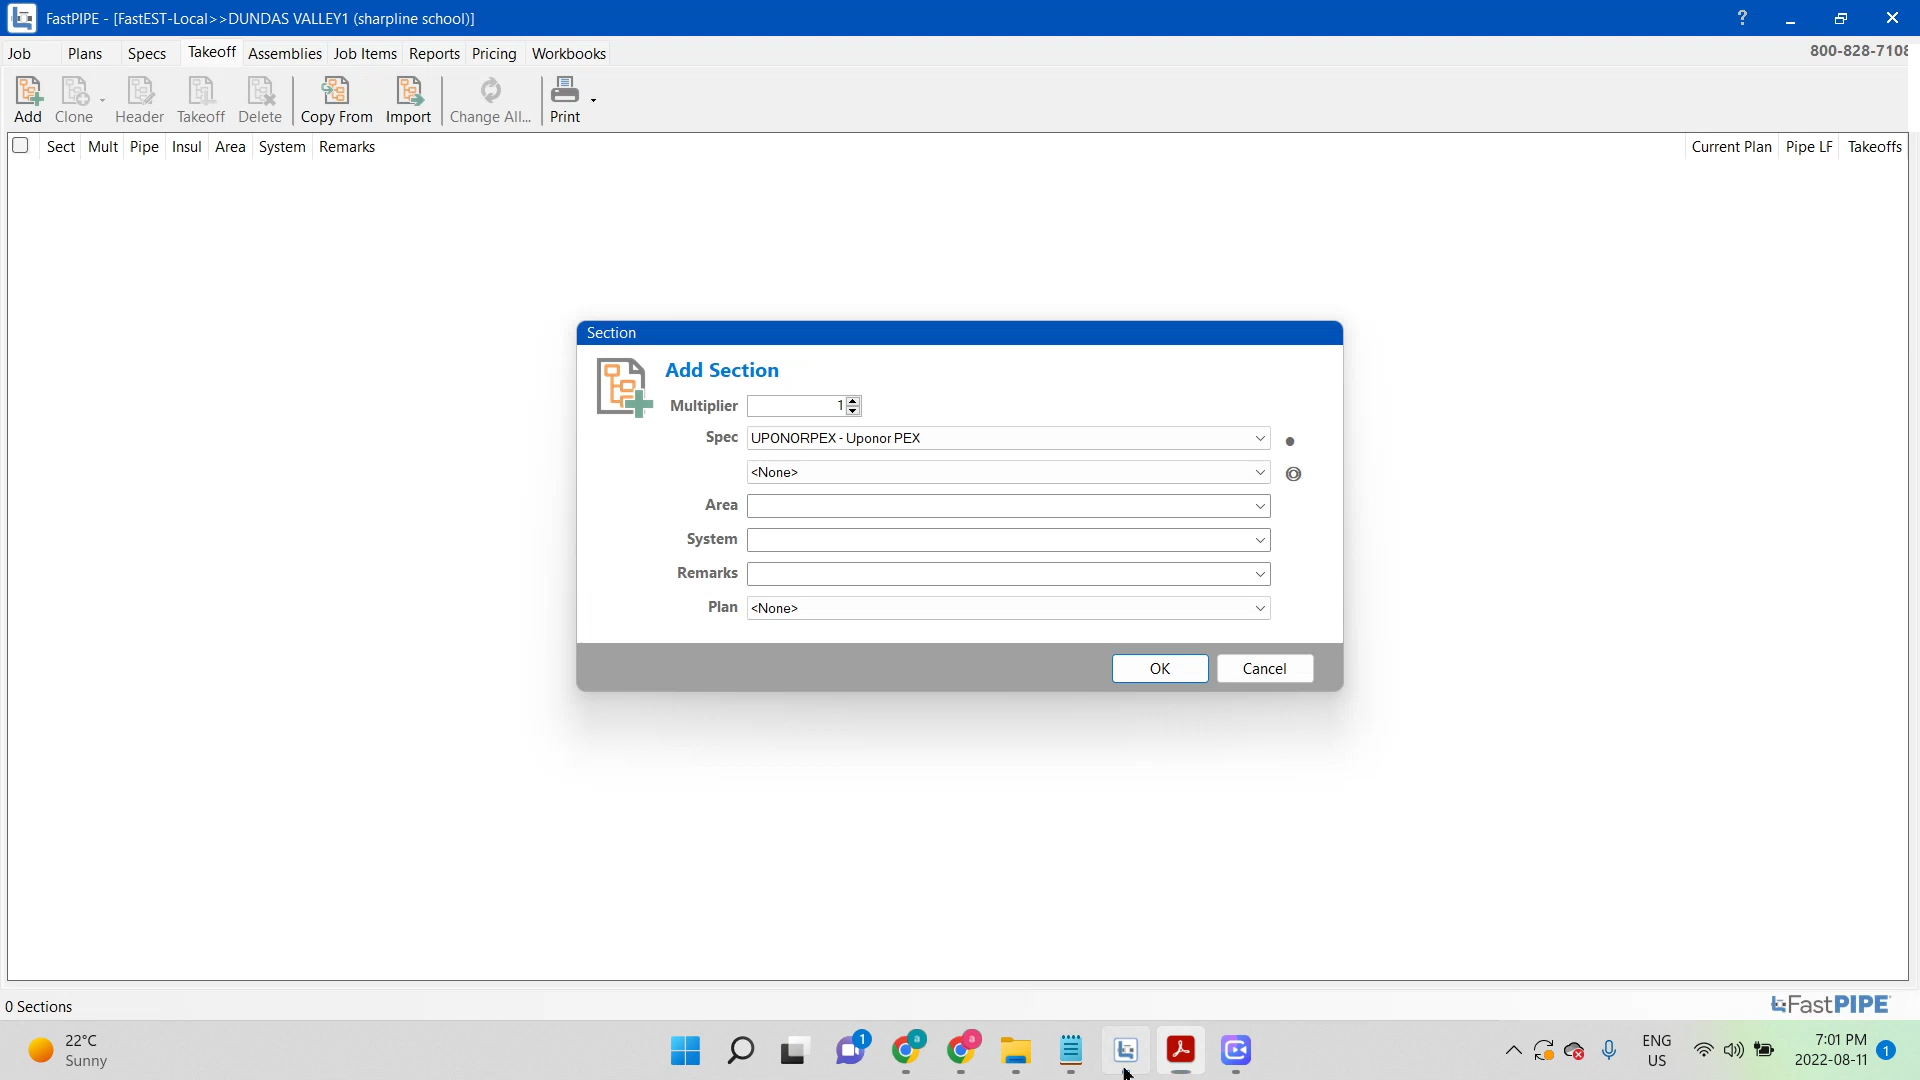 FastPIPE - [FastEST-Local>>DUNDAS VALLEY1 (sharpline school)]
Job Plans Specs Takeoff Assemblies Job Items Reports Pricing Workbooks
800-828-7108
Add Clone Header Takeoff Delete Copy From Import Change All... Print
Sect Mult Pipe Insul Area System Remarks Current Plan Pipe LF Takeoffs
Section
Add Section
Multiplier 1
Spec UPONORPEX - Uponor PEX
<None>
Area
System
Remarks
Plan <None>
OK Cancel
0 Sections
FastPIPE
22°C
Sunny
1
a
a
ENG
US
7:01 PM
2022-08-11
1